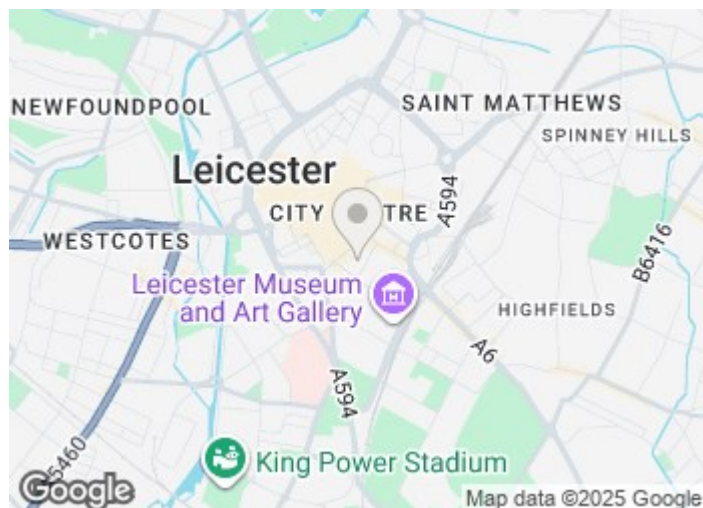 NEWFOUNDPOOL
SAINT MATTHEWS
SPINNEY HILLS
Leicester
CITY
TRE
A594
WESTCOTES
B6416
Leicester Museum
and Art Gallery
HIGHFIELDS
A6
A594
5460
King Power Stadium
Google
Map data ©2025 Google